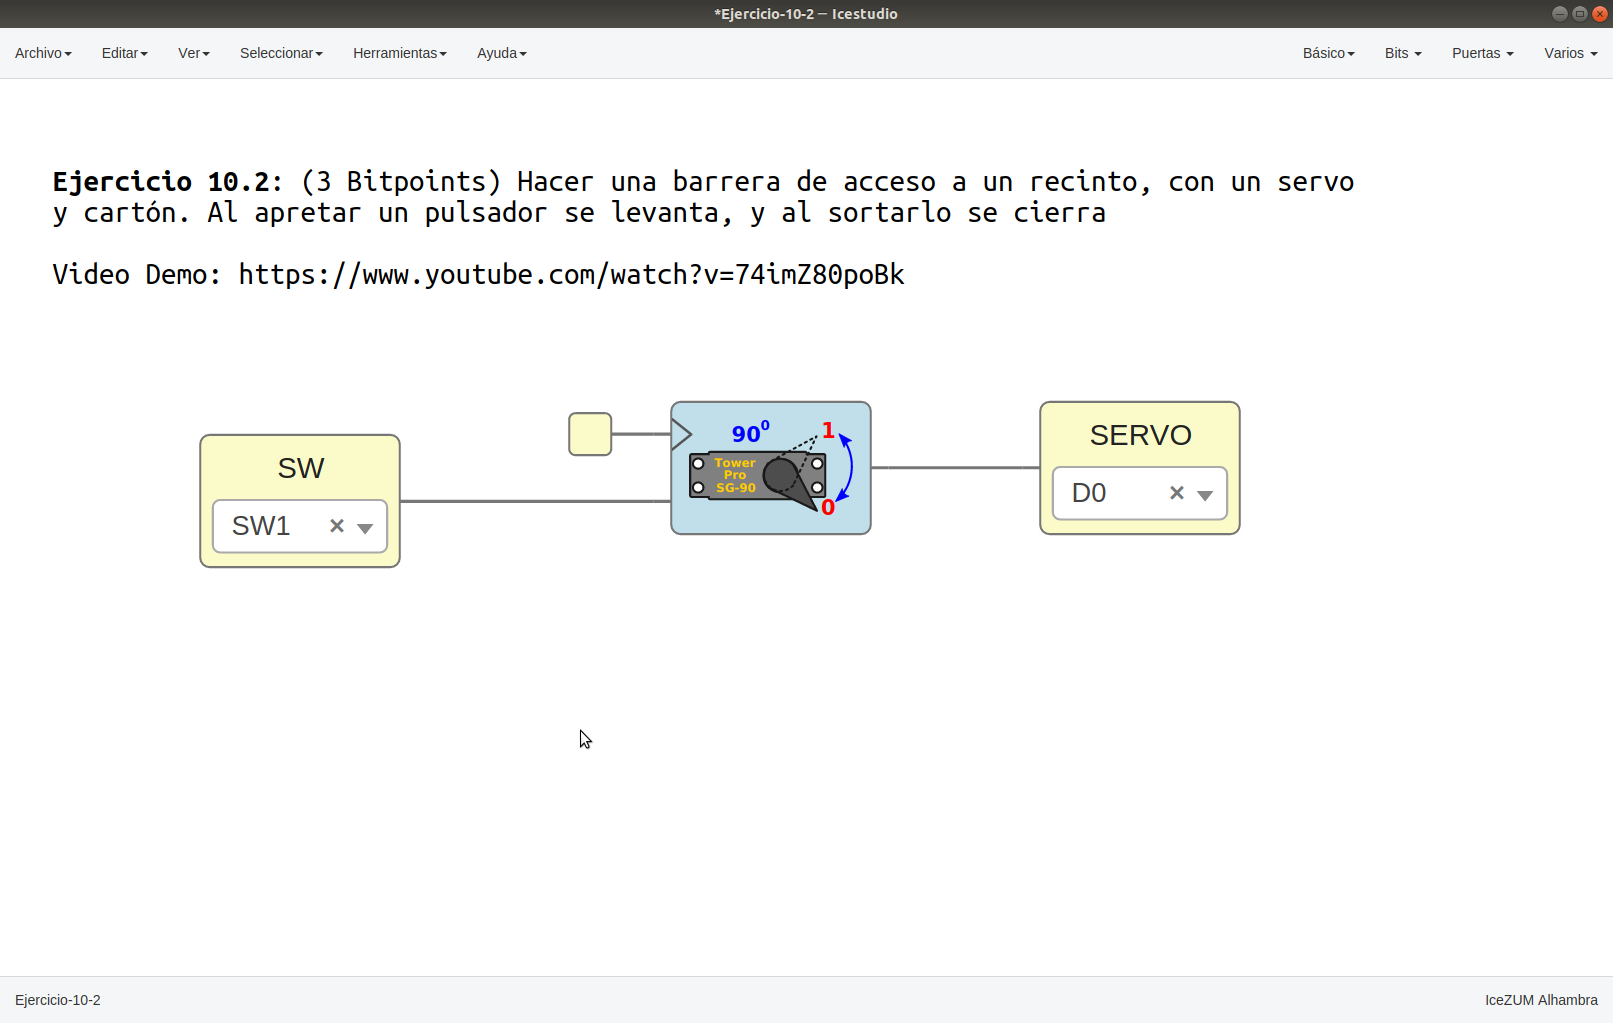 *Ejercicio-10-2 – Icestudio
Archivo Editar Ver Seleccionar Herramientas Ayuda Básico Bits Puertas Varios
Ejercicio 10.2: (3 Bitpoints) Hacer una barrera de acceso a un recinto, con un servo
y cartón. Al apretar un pulsador se levanta, y al sortarlo se cierra
Video Demo: https://www.youtube.com/watch?v=74imZ80poBk
SW
SW1 ×
90⁰ 1
Tower
Pro
SG-90
0
SERVO
D0 ×
Ejercicio-10-2 IceZUM Alhambra